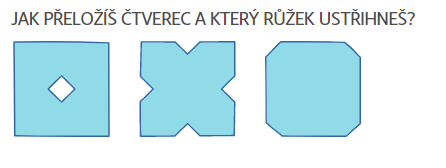 JAK PŘELOŽÍŠ ČTVEREC A KTERÝ RŮŽEK USTŘIHNEŠ?